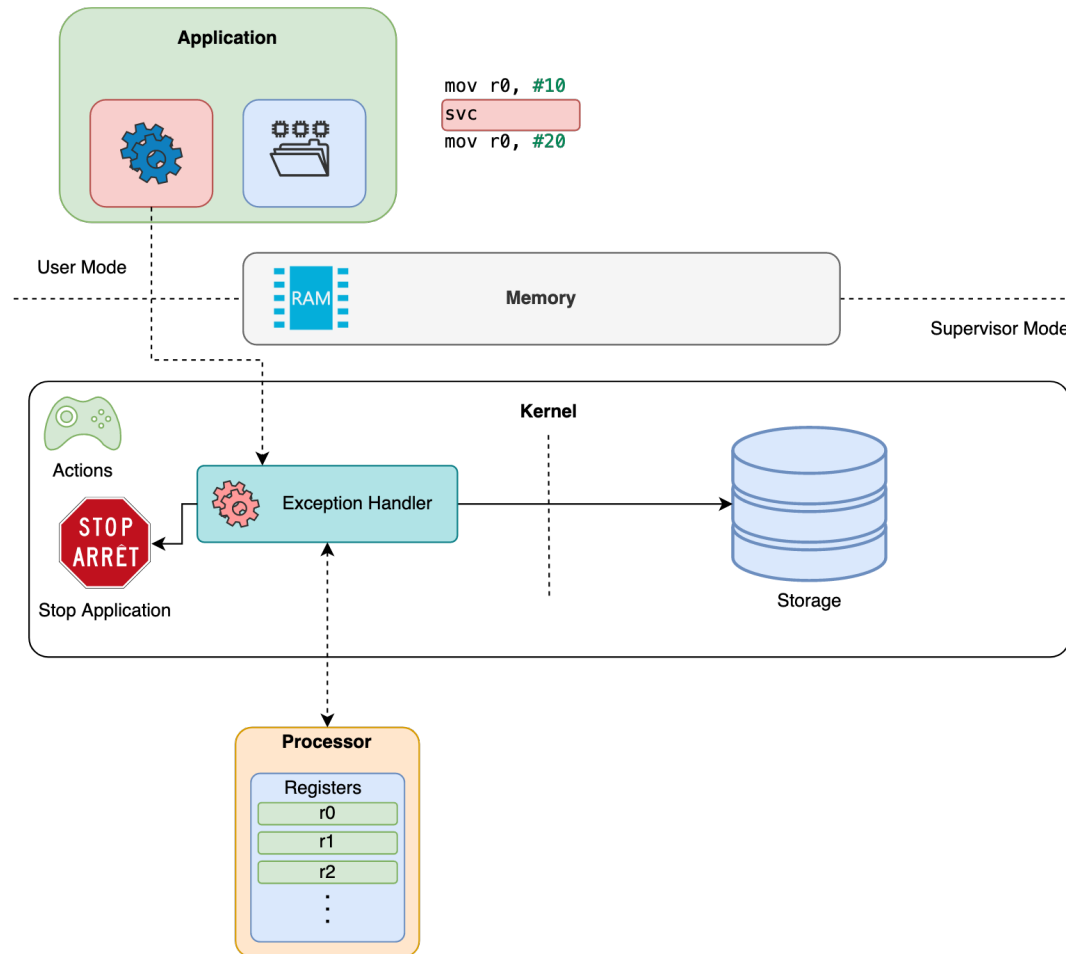 Application
mov r0, #10
svc
mov r0, #20
User Mode
RAM
Memory
Supervisor Mode
Kernel
Actions
Exception Handler
STOP
ARRÊT
Stop Application
Storage
Processor
Registers
r0
r1
r2